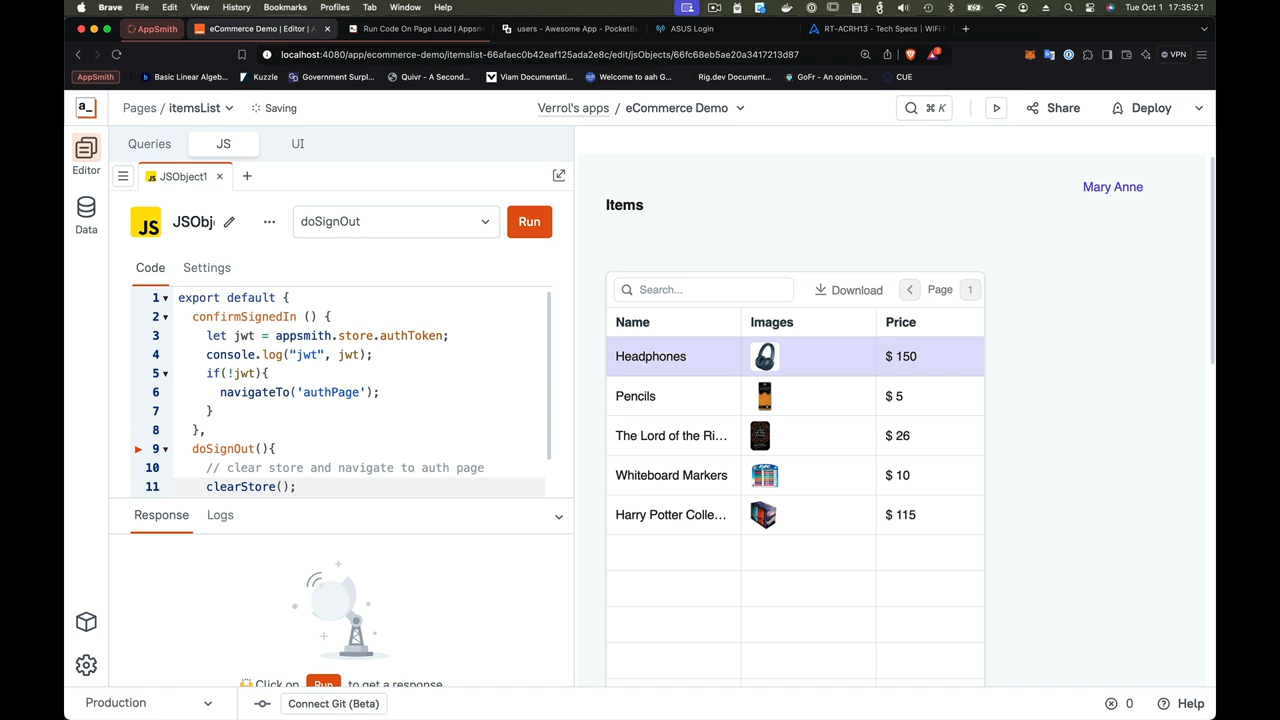 Brave File Edit View History Bookmarks Profiles Tab Window Help Tue Oct 1 17:35:21
AppSmith eCommerce Demo | Editor | Run Code On Page Load | Appsm users - Awesome App - PocketBa ASUS Login RT-ACRH13 - Tech Specs | WiFi
localhost:4080/app/ecommerce-demo/itemslist-66afaec0b42eaf125ada2e8c/edit/jsObjects/66fc68eb5ae20a3417213d87 VPN
AppSmith Basic Linear Algeb... Kuzzle Government Surpl... Quivr - A Second... Viam Documentati... Welcome to aah G... Rig.dev Documen... GoFr - An opinion... CUE
a_ Pages / itemsList Saving Verrol's apps / eCommerce Demo ⌘ K Share Deploy
Editor
Data
Queries JS UI
JS JSObject1 × +
JS JSObj doSignOut Run
Code Settings
1 export default {
2 confirmSignedIn () {
3 let jwt = appsmith.store.authToken;
4 console.log("jwt", jwt);
5 if(!jwt){
6 navigateTo('authPage');
7 }
8 },
9 doSignOut(){
10 // clear store and navigate to auth page
11 clearStore();
Response Logs
Click on Run to get a response
Mary Anne
Items
Search... Download Page 1
Name Images Price
Headphones $ 150
Pencils $ 5
The Lord of the Ri... $ 26
Whiteboard Markers $ 10
Harry Potter Colle... $ 115
Production Connect Git (Beta) 0 Help